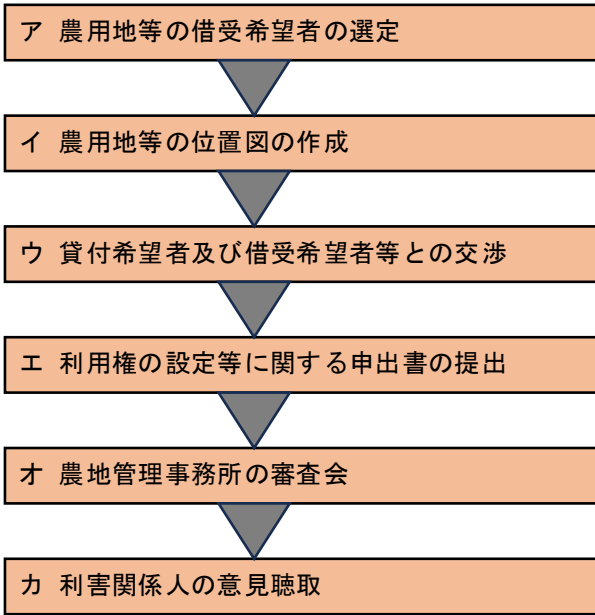 ア 農用地等の借受希望者の選定
イ 農用地等の位置図の作成
ウ 貸付希望者及び借受希望者等との交渉
エ 利用権の設定等に関する申出書の提出
オ 農地管理事務所の審査会
カ 利害関係人の意見聴取